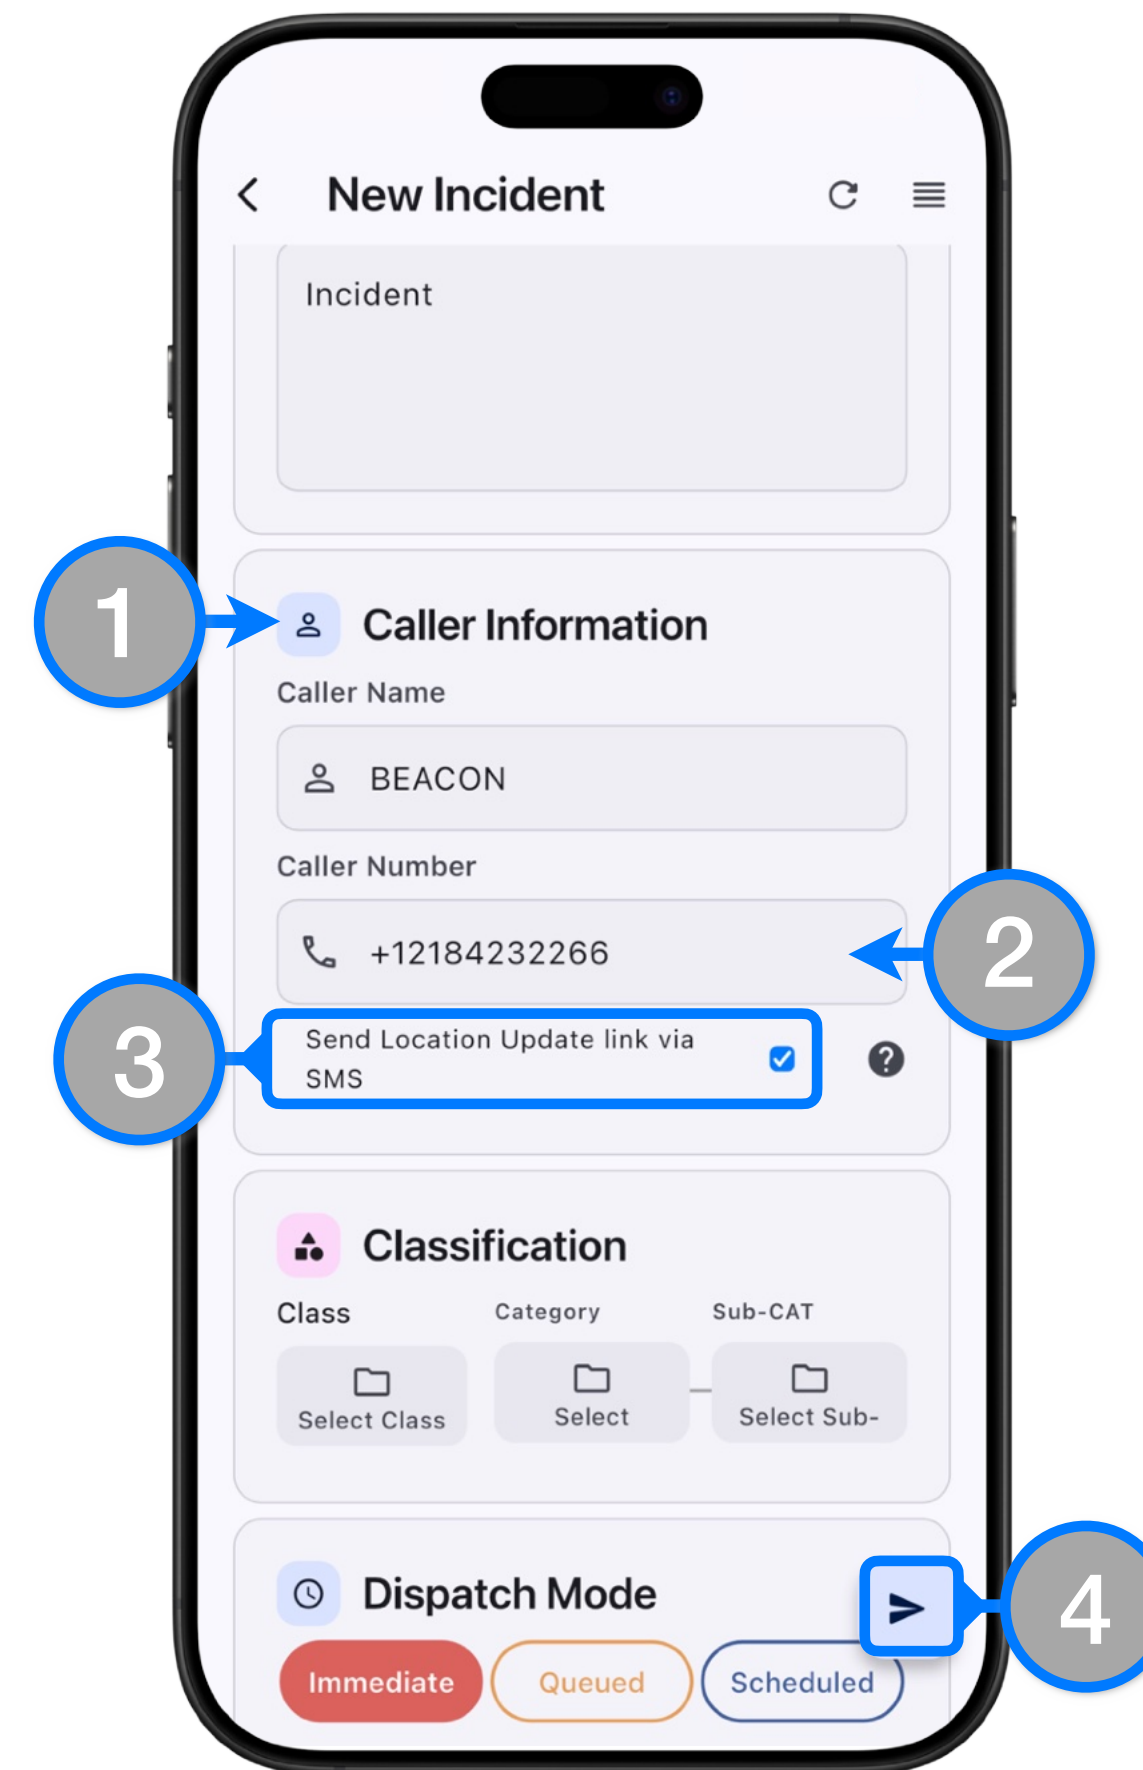 New Incident
Incident
1
Caller Information
Caller Name
BEACON
Caller Number
+12184232266
2
3
Send Location Update link via
SMS
?
Classification
Class Category Sub-CAT
Select Class Select Select Sub-
Dispatch Mode
4
Immediate Queued Scheduled